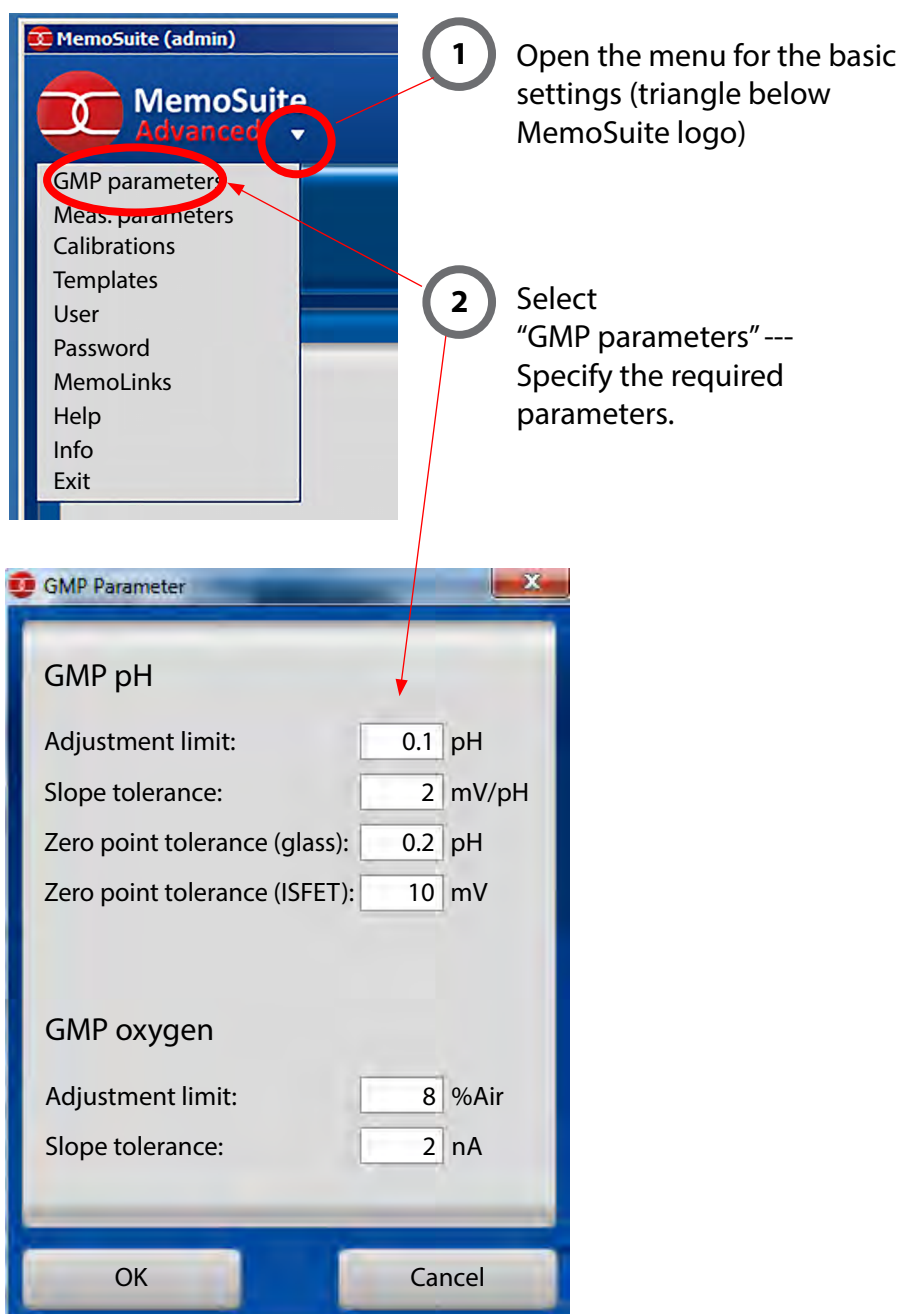 MemoSuite (admin)
MemoSuite
Advanced
GMP parameters
Meas. parameters
Calibrations
Templates
User
Password
MemoLinks
Help
Info
Exit
1
Open the menu for the basic
settings (triangle below
MemoSuite logo)
2
Select
“GMP parameters” ---
Specify the required
parameters.
GMP Parameter
x
GMP pH
Adjustment limit: 0.1 pH
Slope tolerance: 2 mV/pH
Zero point tolerance (glass): 0.2 pH
Zero point tolerance (ISFET): 10 mV
GMP oxygen
Adjustment limit: 8 %Air
Slope tolerance: 2 nA
OK Cancel